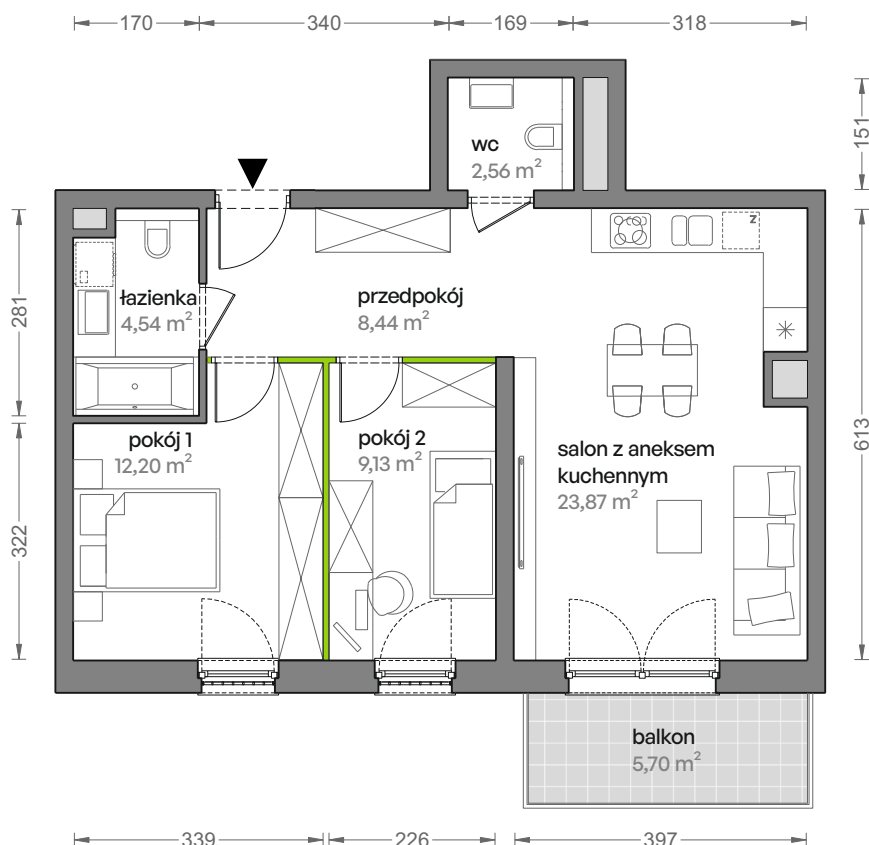 170
340
169
318
151
wc
2,56 m²
z
281
łazienka
4,54 m²
przedpokój
8,44 m²
613
pokój 1
12,20 m²
pokój 2
9,13 m²
salon z aneksem
kuchennym
23,87 m²
322
balkon
5,70 m²
339
226
397